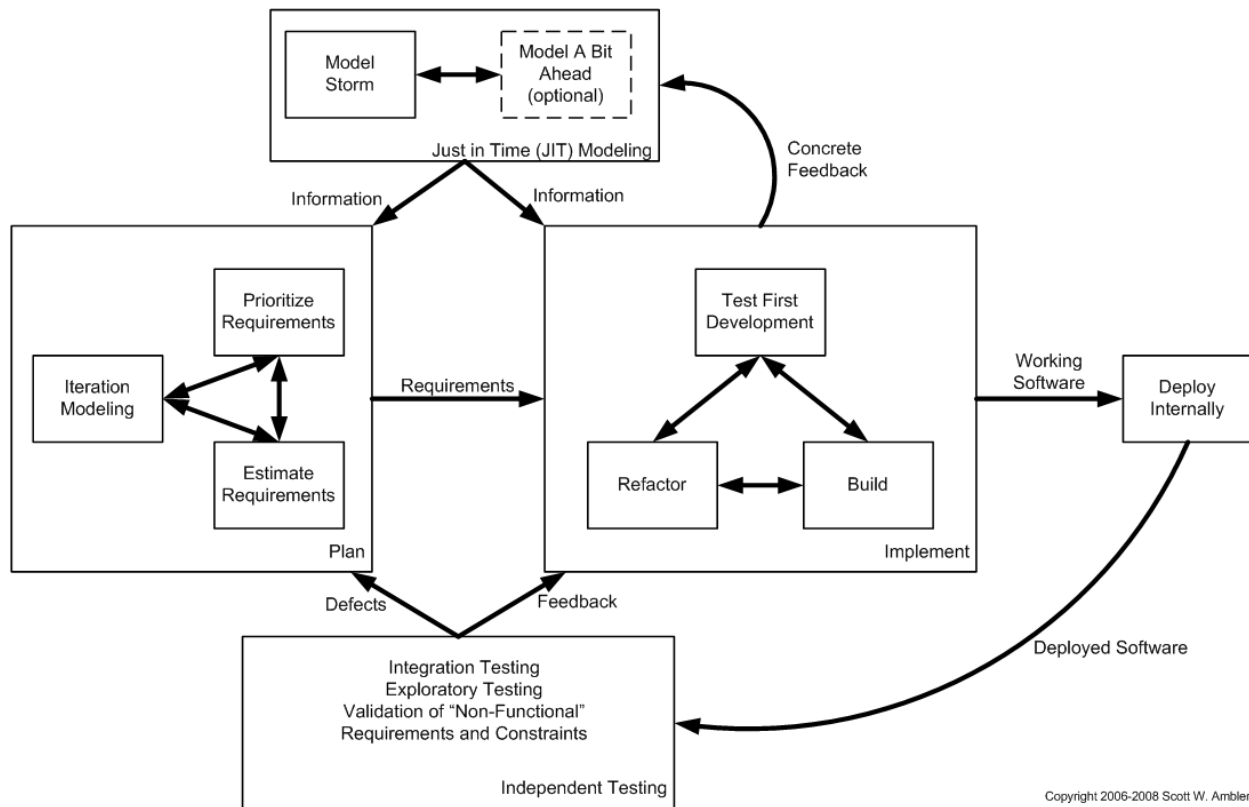 Model
Storm
Model A Bit
Ahead
(optional)
Just in Time (JIT) Modeling
Concrete
Feedback
Information
Information
Prioritize
Requirements
Iteration
Modeling
Estimate
Requirements
Plan
Requirements
Test First
Development
Refactor
Build
Implement
Working
Software
Deploy
Internally
Defects
Feedback
Deployed Software
Integration Testing
Exploratory Testing
Validation of “Non-Functional”
Requirements and Constraints
Independent Testing
Copyright 2006-2008 Scott W. Ambler